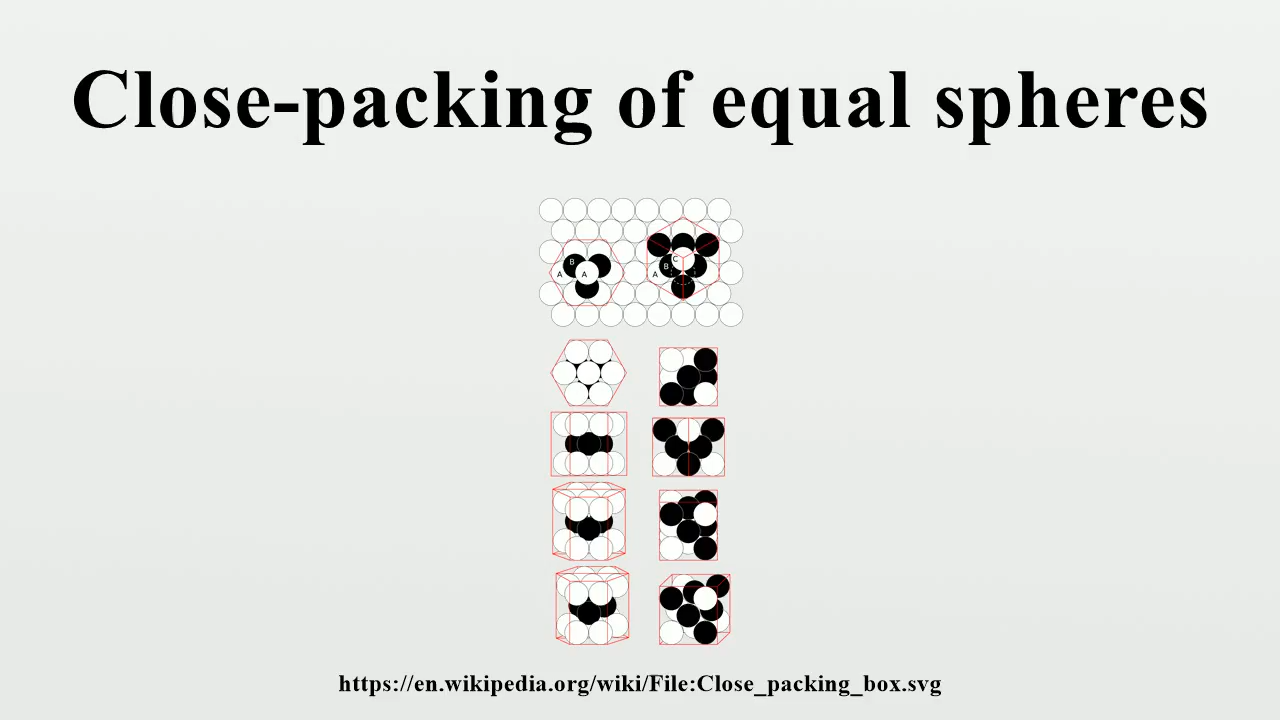 Close-packing of equal spheres
C
B B
A A A
https://en.wikipedia.org/wiki/File:Close_packing_box.svg